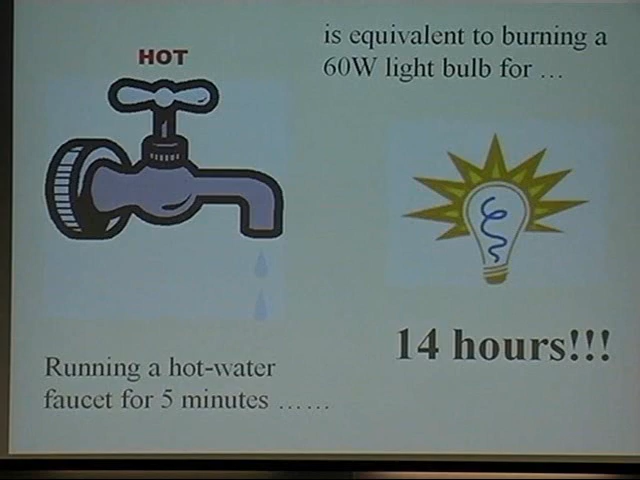 HOT
Running a hot-water
faucet for 5 minutes ……
is equivalent to burning a
60W light bulb for …
14 hours!!!